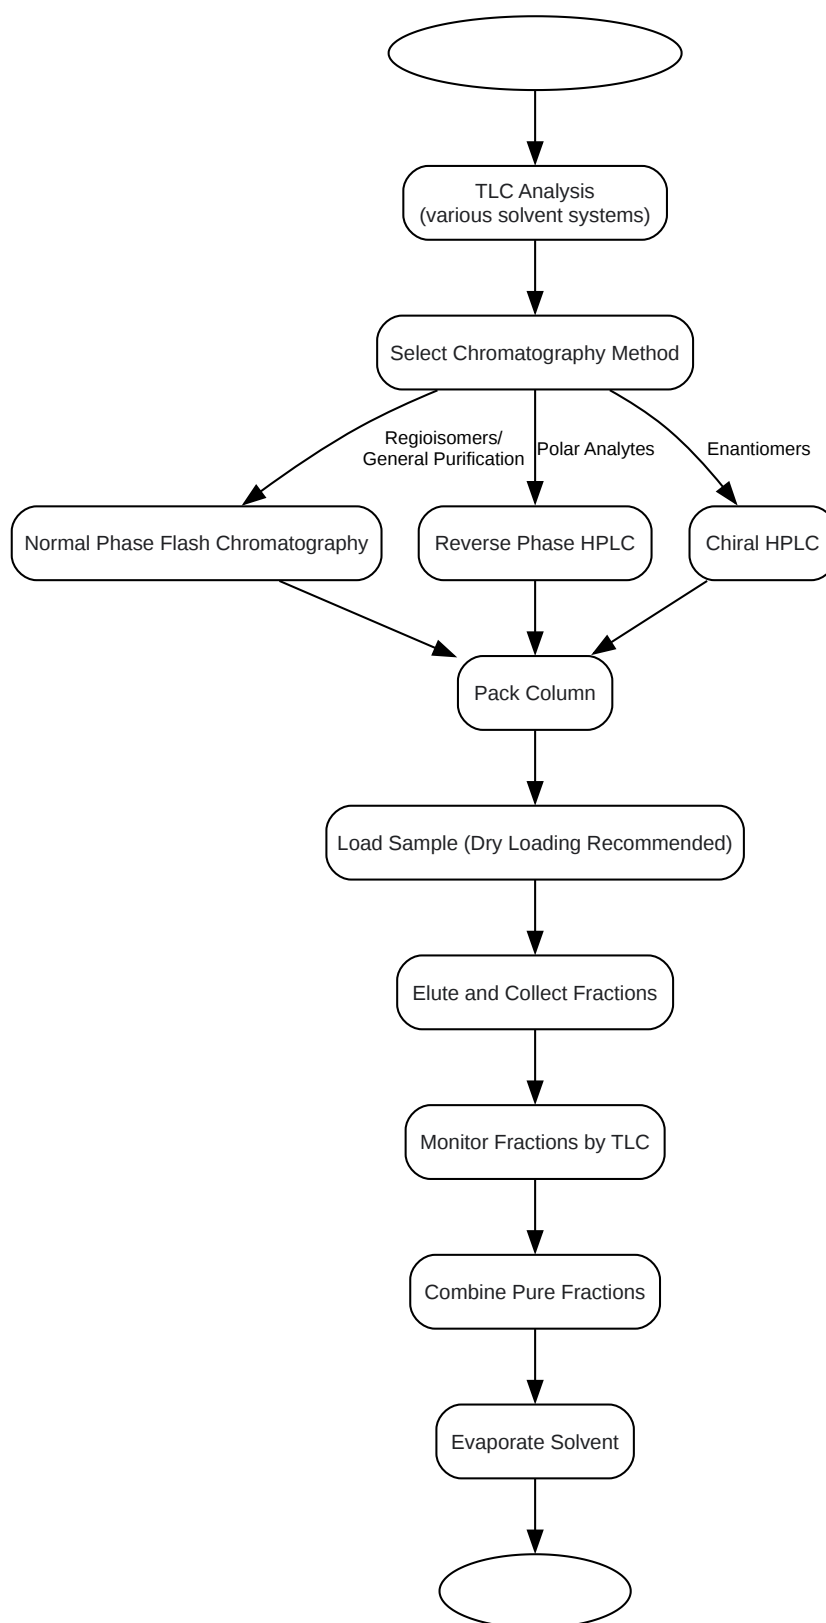 TLC Analysis
(various solvent systems)
Select Chromatography Method
Regioisomers/
General Purification
Polar Analytes
Enantiomers
Normal Phase Flash Chromatography
Reverse Phase HPLC
Chiral HPLC
Pack Column
Load Sample (Dry Loading Recommended)
Elute and Collect Fractions
Monitor Fractions by TLC
Combine Pure Fractions
Evaporate Solvent